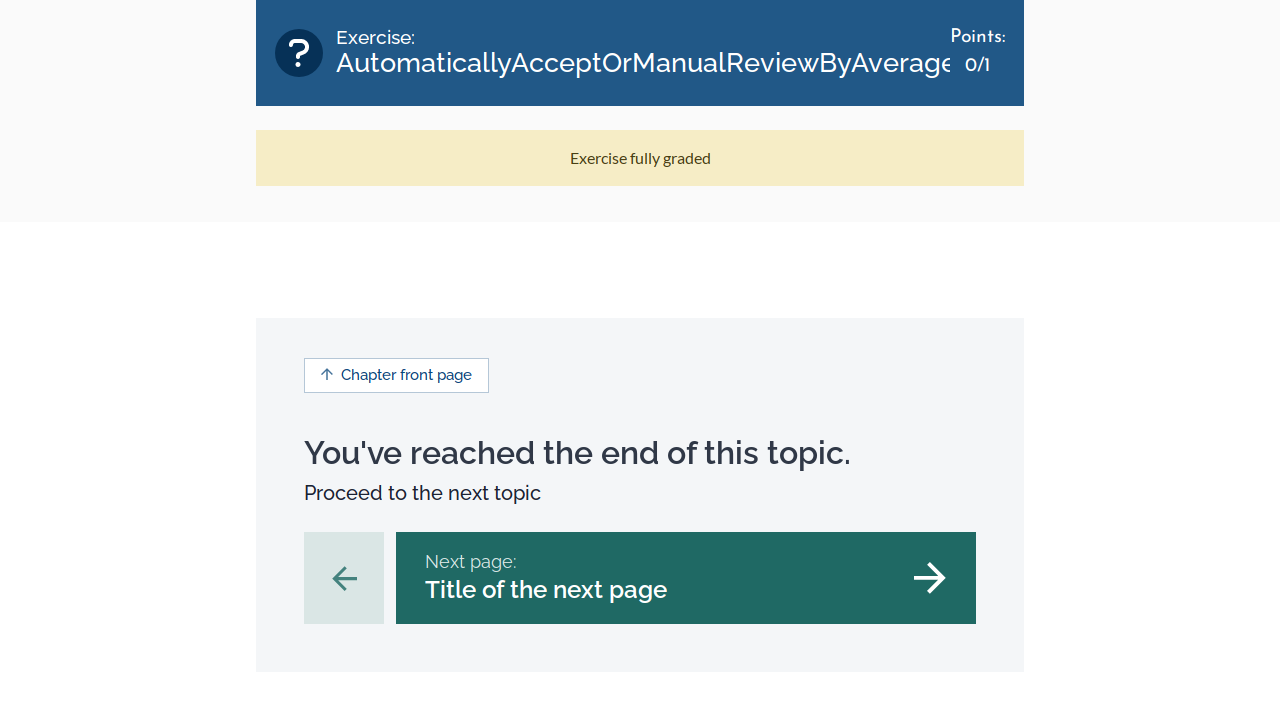 Exercise:
AutomaticallyAcceptOrManualReviewByAverage
Points:
0/1
Exercise fully graded
Chapter front page
You've reached the end of this topic.
Proceed to the next topic
Next page:
Title of the next page